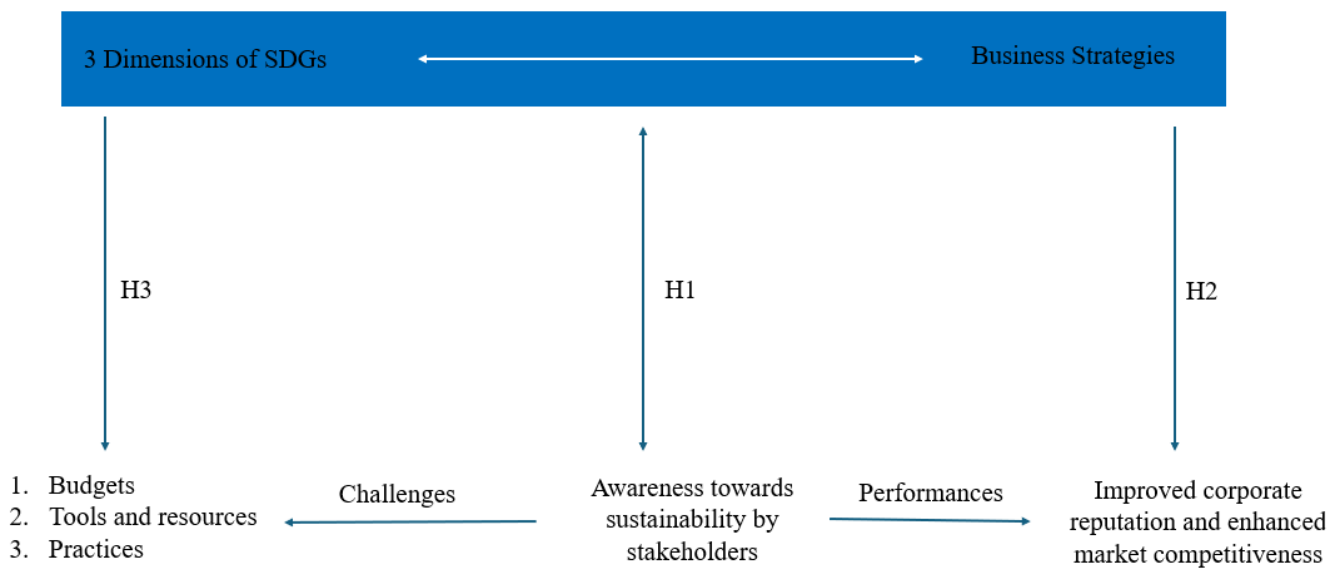 3 Dimensions of SDGs
Business Strategies
H3
H1
H2
1. Budgets
2. Tools and resources
3. Practices
Challenges
Awareness towards
sustainability by
stakeholders
Performances
Improved corporate
reputation and enhanced
market competitiveness